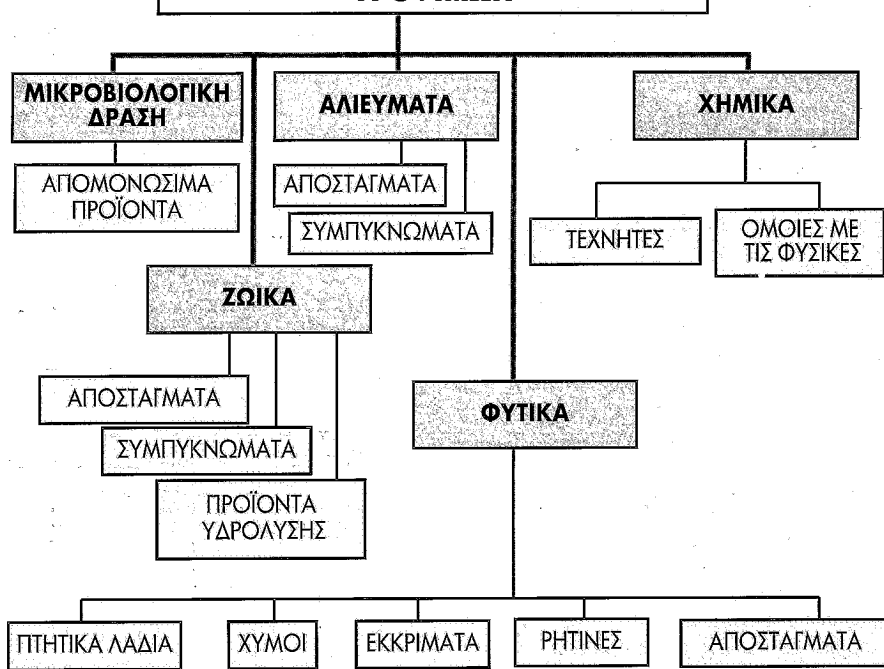 ΜΙΚΡΟΒΙΟΛΟΓΙΚΗ
ΔΡΑΣΗ
ΑΛΙΕΥΜΑΤΑ
ΧΗΜΙΚΑ
ΑΠΟΜΟΝΩΣΙΜΑ
ΠΡΟΪΟΝΤΑ
ΑΠΟΣΤΑΓΜΑΤΑ
ΣΥΜΠΥΚΝΩΜΑΤΑ
ΤΕΧΝΗΤΕΣ
ΟΜΟΙΕΣ ΜΕ
ΤΙΣ ΦΥΣΙΚΕΣ
ΖΩΙΚΑ
ΑΠΟΣΤΑΓΜΑΤΑ
ΣΥΜΠΥΚΝΩΜΑΤΑ
ΠΡΟΪΟΝΤΑ
ΥΔΡΟΛΥΣΗΣ
ΦΥΤΙΚΑ
ΠΤΗΤΙΚΑ ΛΑΔΙΑ
ΧΥΜΟΙ
ΕΚΚΡΙΜΑΤΑ
ΡΗΤΙΝΕΣ
ΑΠΟΣΤΑΓΜΑΤΑ